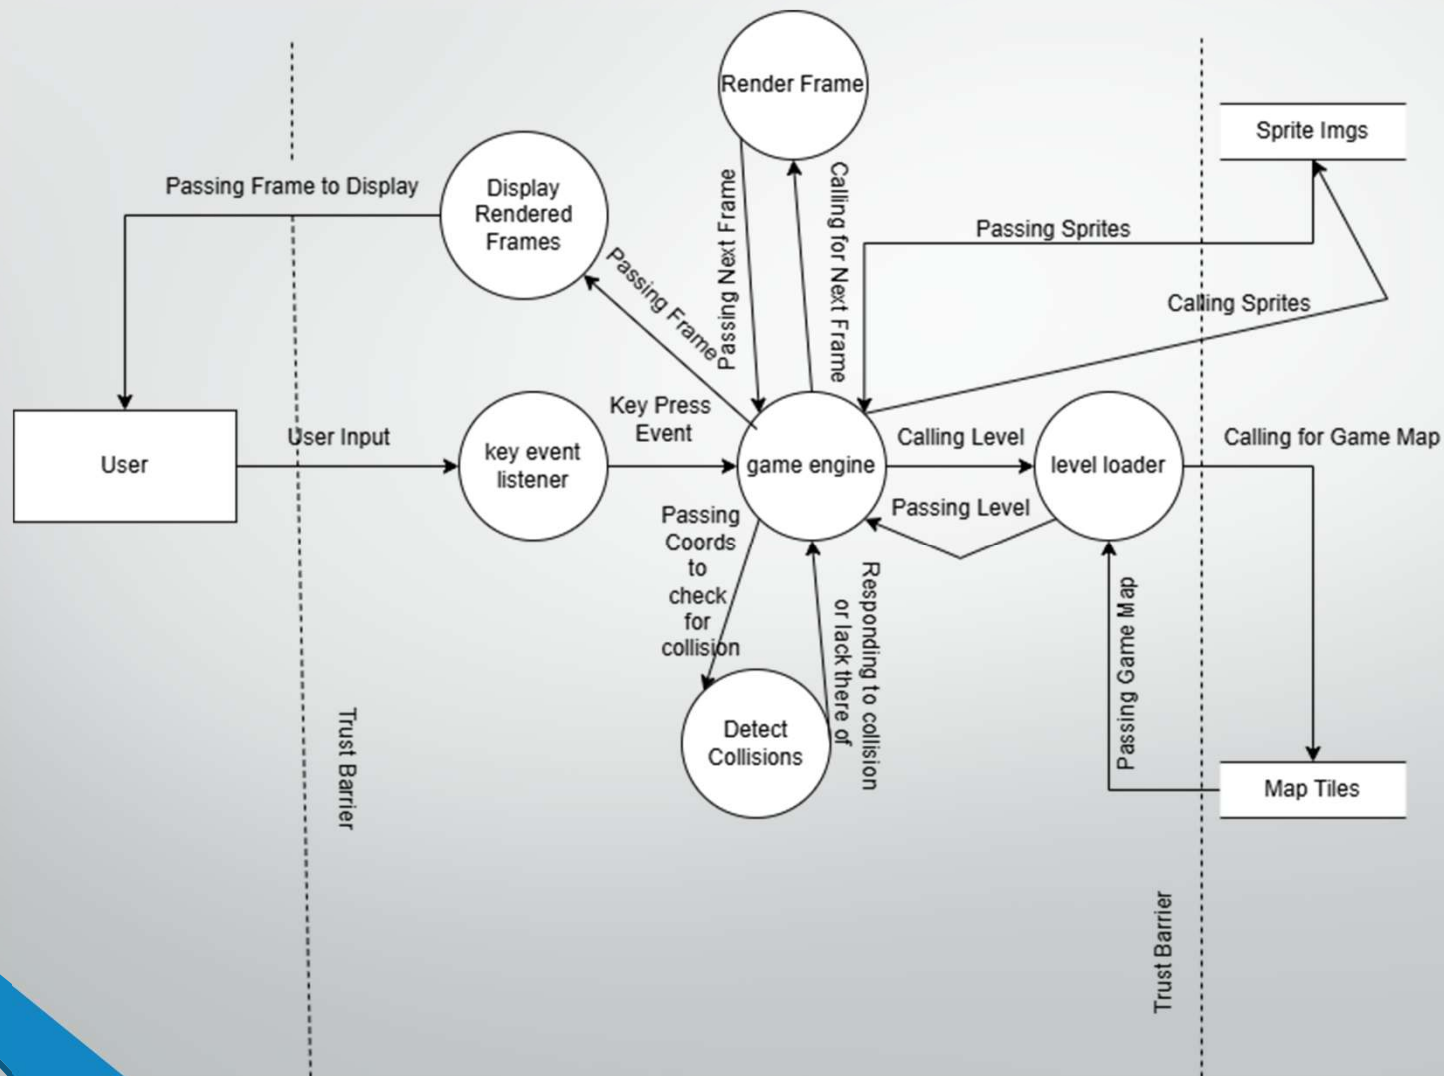 Render Frame
Sprite Imgs
Passing Frame to Display
Display
Rendered
Frames
Passing Frame
Passing Next Frame
Calling for Next Frame
Passing Sprites
Calling Sprites
User
User Input
key event
listener
Key Press
Event
game engine
Calling Level
Passing Level
level loader
Calling for Game Map
Passing
Coords
to
check
for
collision
Responding to collision
or lack there of
Detect
Collisions
Passing Game Map
Map Tiles
Trust Barrier
Trust Barrier